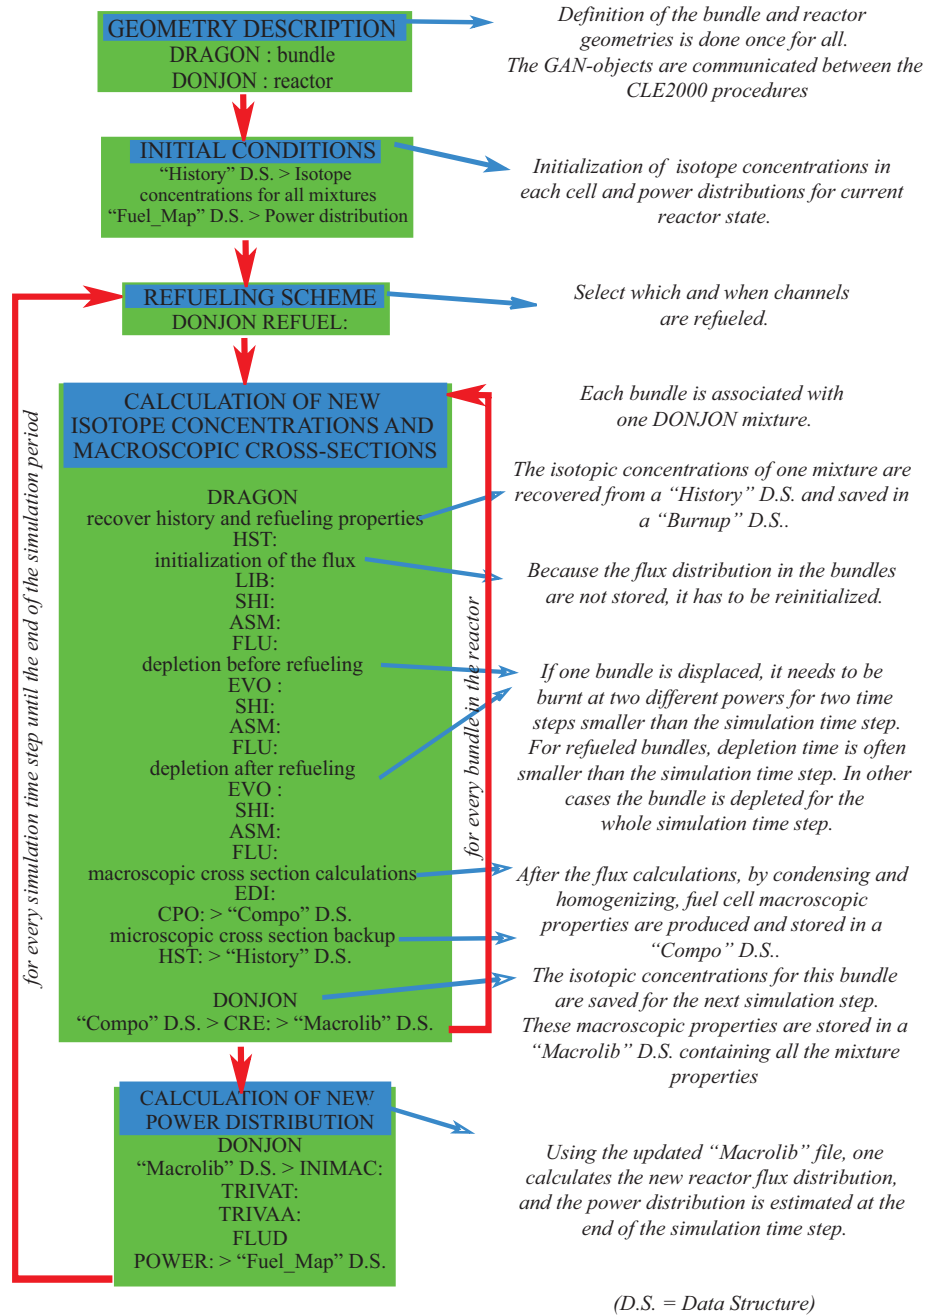 GEOMETRY DESCRIPTION
DRAGON : bundle
DONJON : reactor
Definition of the bundle and reactor
geometries is done once for all.
The GAN-objects are communicated between the
CLE2000 procedures
INITIAL CONDITIONS
“History” D.S. > Isotope
concentrations for all mixtures
“Fuel_Map” D.S. > Power distribution
Initialization of isotope concentrations in
each cell and power distributions for current
reactor state.
REFUELING SCHEME
DONJON REFUEL:
Select which and when channels
are refueled.
for every simulation time step until the end of the simulation period
CALCULATION OF NEW
ISOTOPE CONCENTRATIONS AND
MACROSCOPIC CROSS-SECTIONS
Each bundle is associated with
one DONJON mixture.
DRAGON
recover history and refueling properties
HST:
The isotopic concentrations of one mixture are
recovered from a “History” D.S. and saved in
a “Burnup” D.S..
initialization of the flux
LIB:
SHI:
ASM:
FLU:
Because the flux distribution in the bundles
are not stored, it has to be reinitialized.
for every bundle in the reactor
depletion before refueling
EVO :
SHI:
ASM:
FLU:
depletion after refueling
EVO :
SHI:
ASM:
FLU:
If one bundle is displaced, it needs to be
burnt at two different powers for two time
steps smaller than the simulation time step.
For refueled bundles, depletion time is often
smaller than the simulation time step. In other
cases the bundle is depleted for the
whole simulation time step.
macroscopic cross section calculations
EDI:
CPO: > “Compo” D.S.
After the flux calculations, by condensing and
homogenizing, fuel cell macroscopic
properties are produced and stored in a
“Compo” D.S..
microscopic cross section backup
HST: > “History” D.S.
The isotopic concentrations for this bundle
are saved for the next simulation step.
DONJON
“Compo” D.S. > CRE: > “Macrolib” D.S.
These macroscopic properties are stored in a
“Macrolib” D.S. containing all the mixture
properties
CALCULATION OF NEW
POWER DISTRIBUTION
DONJON
“Macrolib” D.S. > INIMAC:
TRIVAT:
TRIVAA:
FLUD
POWER: > “Fuel_Map” D.S.
Using the updated “Macrolib” file, one
calculates the new reactor flux distribution,
and the power distribution is estimated at the
end of the simulation time step.
(D.S. = Data Structure)